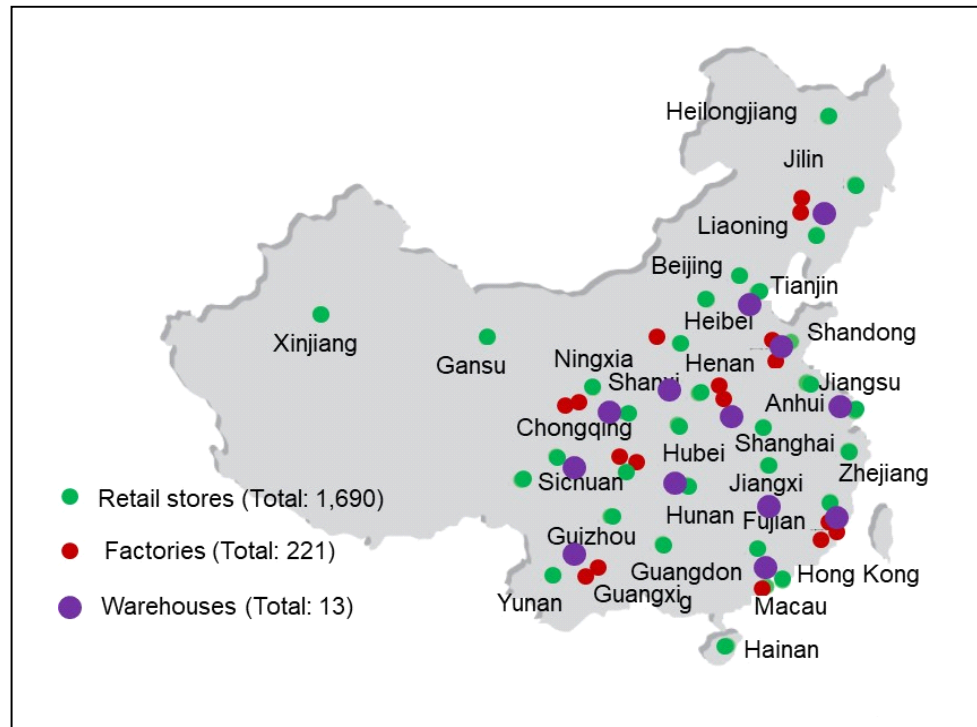 Heilongjiang
Jilin
Liaoning
Beijing
Tianjin
Heibei
Shandong
Xinjiang
Gansu
Ningxia
Henan
Shanxi
Jiangsu
Anhui
Chongqing
Shanghai
Hubei
Zhejiang
Sichuan
Jiangxi
Retail stores (Total: 1,690)
Hunan
Fujian
Guizhou
Factories (Total: 221)
Guangdon
g
Hong Kong
Yunan
Guangxi
Macau
Warehouses (Total: 13)
Hainan